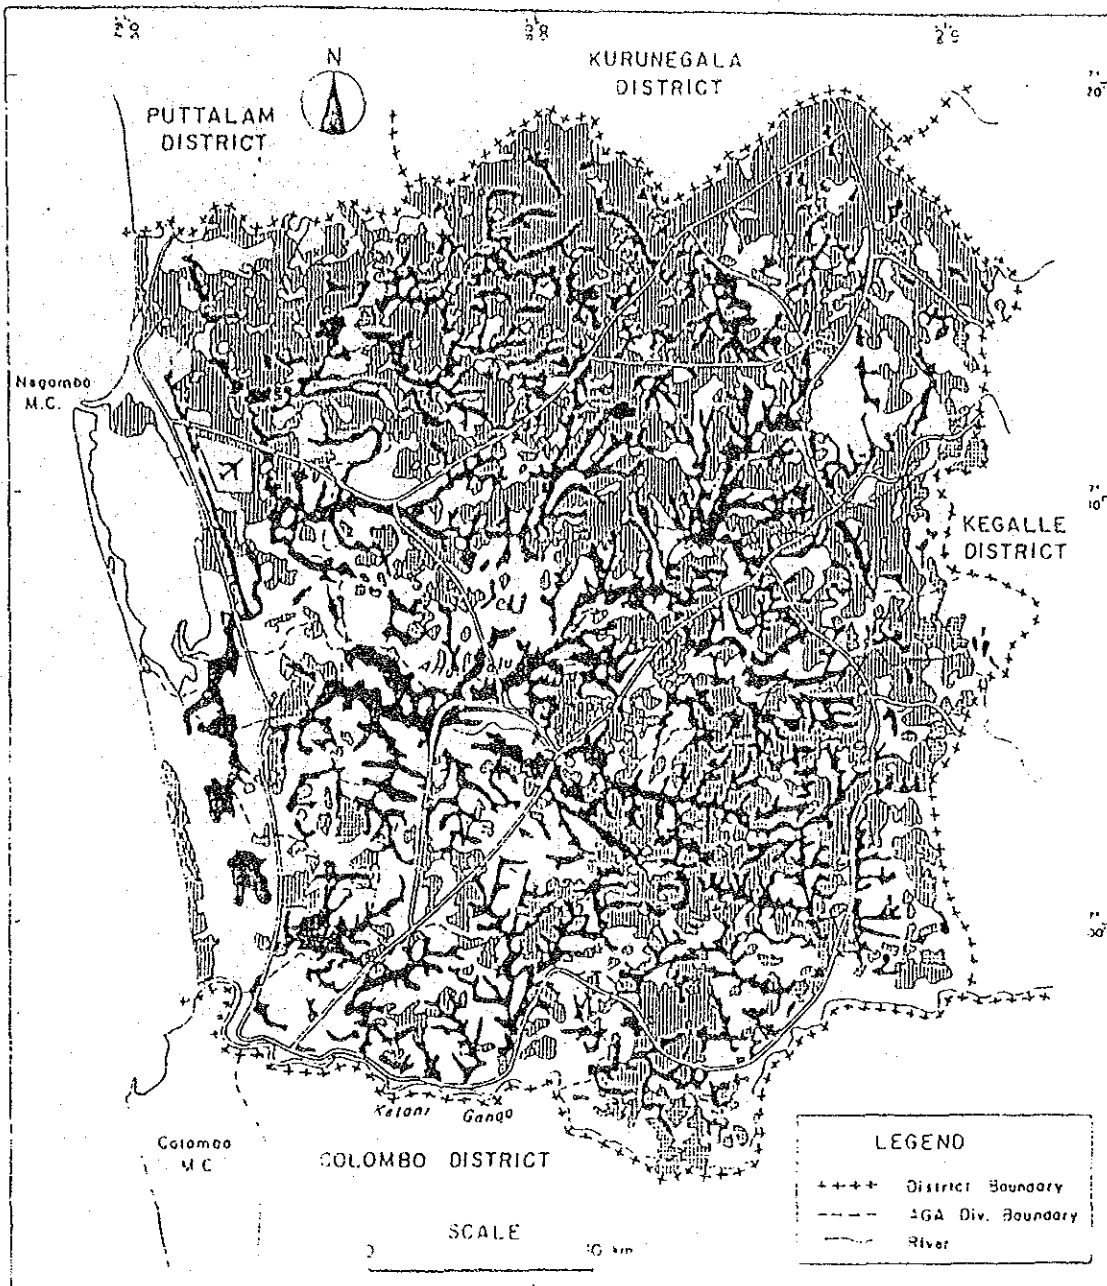 KURUNEGALA
DISTRICT
N
PUTTALAM
DISTRICT
Negombo
M.C.
KEGALLE
DISTRICT
Kelani Ganga
Colombo
M C
COLOMBO DISTRICT
SCALE
0 10 km
LEGEND
++++ District Boundary
---- AGA Div. Boundary
River